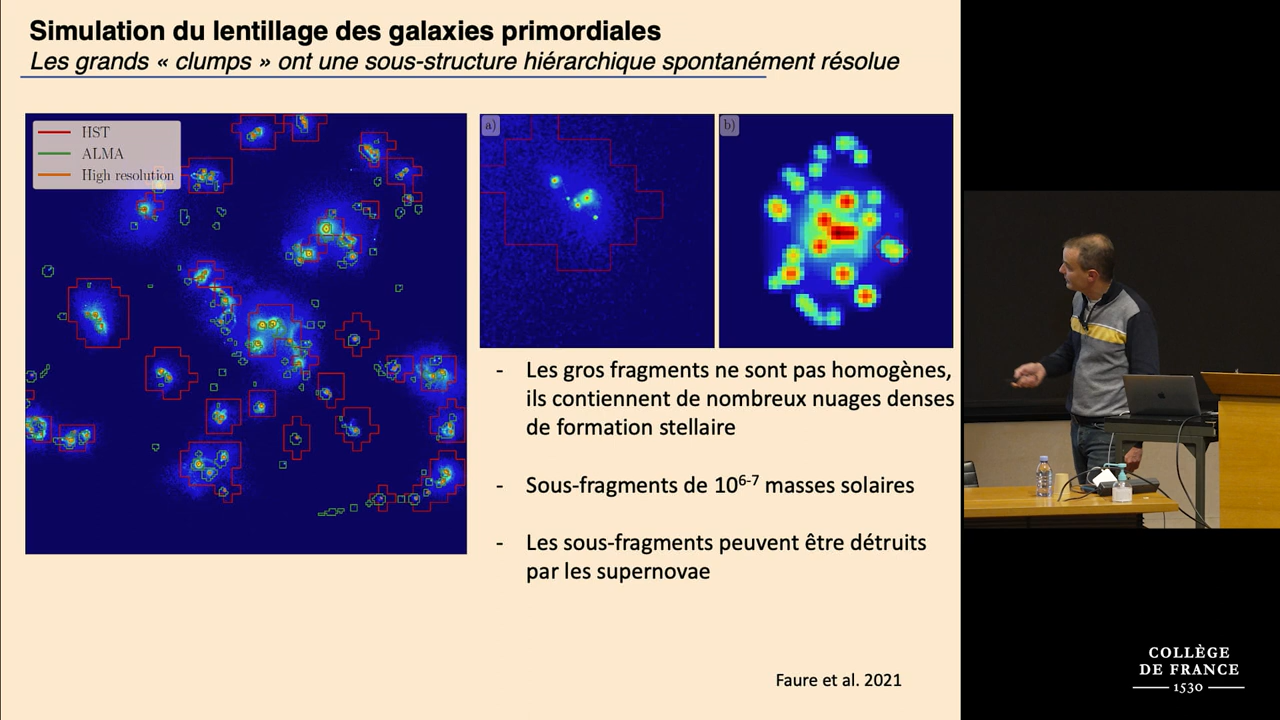 Simulation du lentillage des galaxies primordiales
Les grands « clumps » ont une sous-structure hiérarchique spontanément résolue
HST
ALMA
High resolution
a)
b)
- Les gros fragments ne sont pas homogènes,
ils contiennent de nombreux nuages denses
de formation stellaire
- Sous-fragments de 10⁶⁻⁷ masses solaires
- Les sous-fragments peuvent être détruits
par les supernovae
Faure et al. 2021
COLLÈGE
DE FRANCE
1530